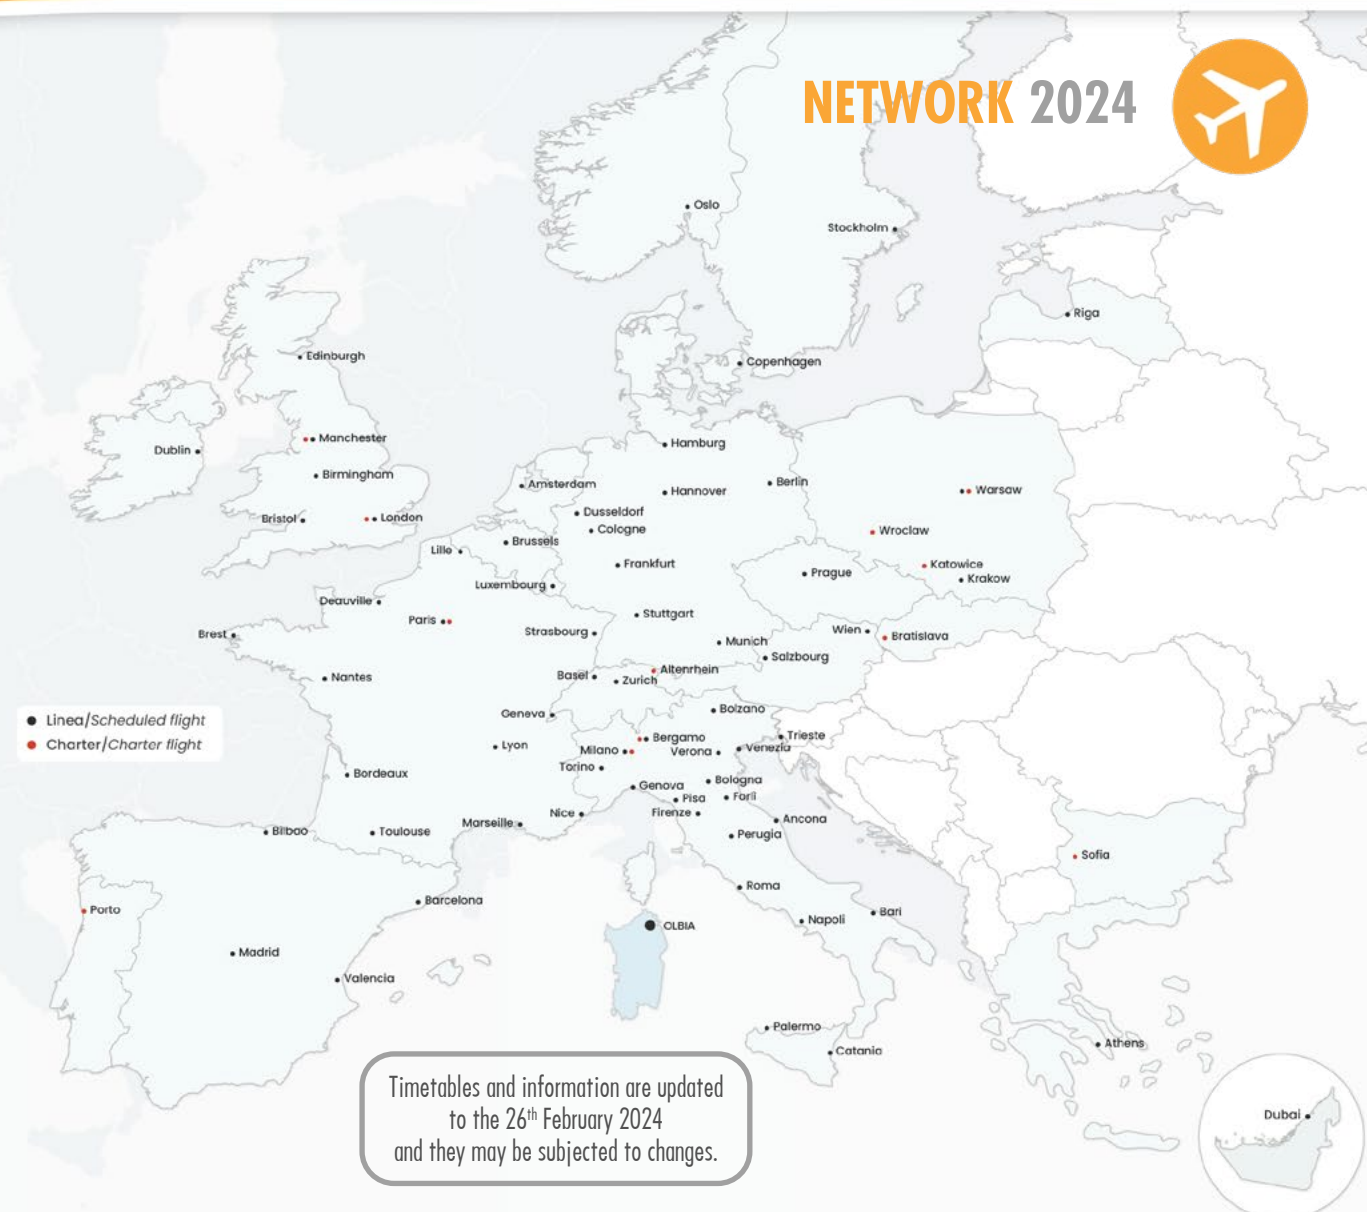 NETWORK 2024
Oslo
Stockholm
Riga
Edinburgh
Copenhagen
Manchester
Dublin
Hamburg
Birmingham
Amsterdam
Hannover
Berlin
Warsaw
Bristol
London
Dusseldorf
Cologne
Wroclaw
Lille
Brussels
Frankfurt
Katowice
Prague
Krakow
Luxembourg
Deauville
Stuttgart
Paris
Brest
Strasbourg
Munich
Wien
Bratislava
Salzbourg
Altenrhein
Nantes
Basel
Zurich
Linea/Scheduled flight
Charter/Charter flight
Geneva
Bolzano
Lyon
Bergamo
Trieste
Milano
Verona
Venezia
Torino
Bordeaux
Genova
Bologna
Pisa
Forlì
Nice
Firenze
Marseille
Ancona
Bilbao
Toulouse
Perugia
Sofia
Roma
Barcelona
Porto
Napoli
Bari
OLBIA
Madrid
Valencia
Palermo
Catania
Athens
Timetables and information are updated
to the 26th February 2024
and they may be subjected to changes.
Dubai